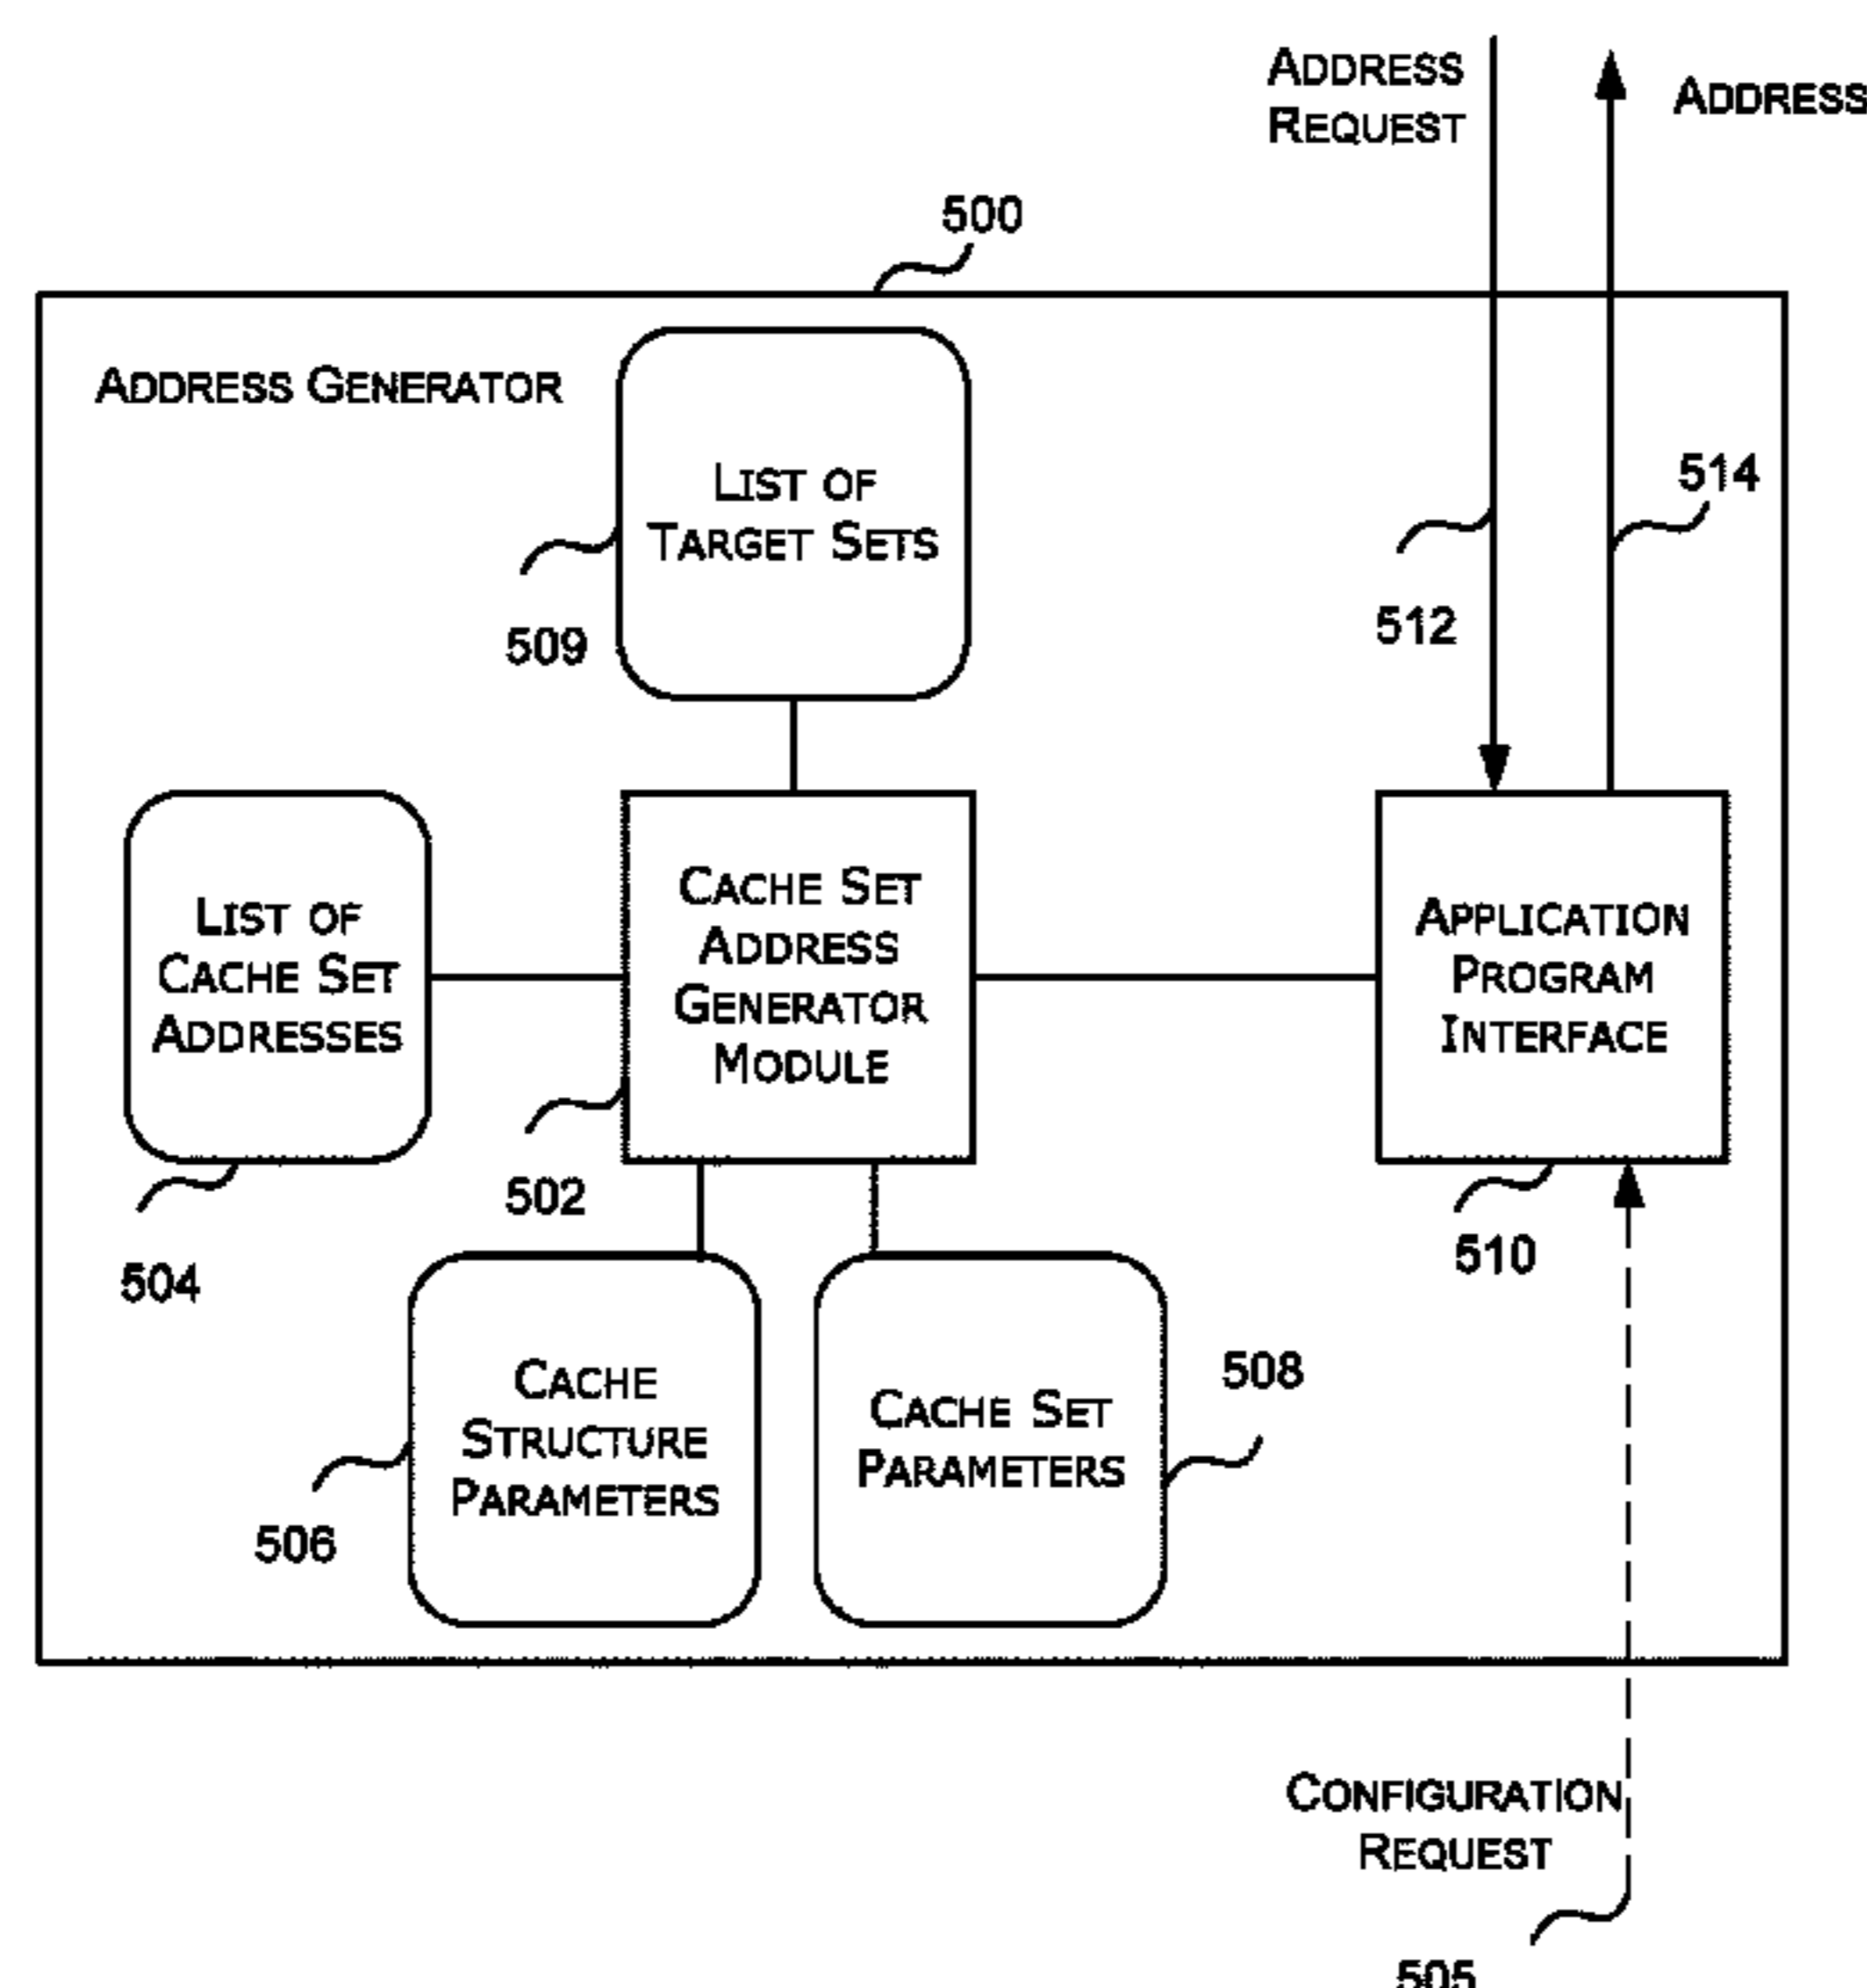 ADDRESS
REQUEST
ADDRESS
500
ADDRESS GENERATOR
LIST OF
TARGET SETS
509
512
514
LIST OF
CACHE SET
ADDRESSES
504
CACHE SET
ADDRESS
GENERATOR
MODULE
502
APPLICATION
PROGRAM
INTERFACE
510
CACHE
STRUCTURE
PARAMETERS
506
CACHE SET
PARAMETERS
508
CONFIGURATION
REQUEST
505